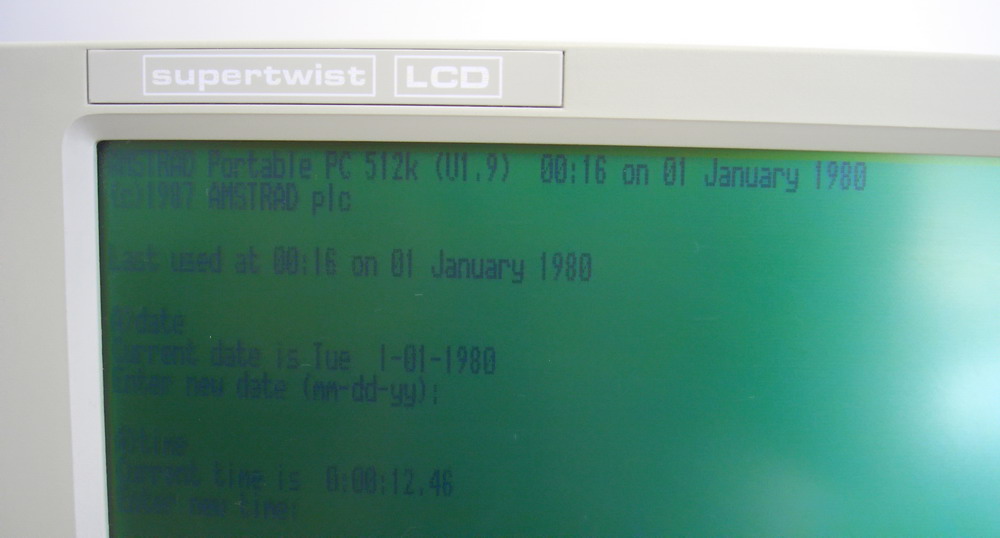 supertwist LCD
AMSTRAD Portable PC 512k (V1.9) 00:16 on 01 January 1980
(c)1987 AMSTRAD plc
Last used at 00:16 on 01 January 1980
A>date
Current date is Tue 1-01-1980
Enter new date (mm-dd-yy):
A>time
Current time is 0:00:12.46
Enter new time: